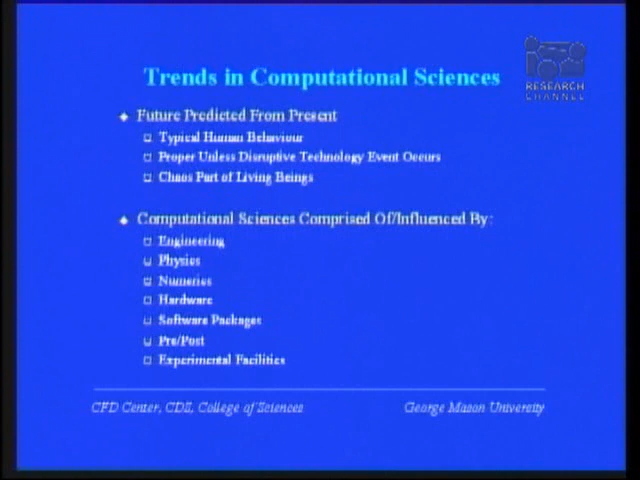 RESEARCH
CHANNEL
Trends in Computational Sciences
Future Predicted From Present
Typical Human Behaviour
Proper Unless Disruptive Technology Event Occurs
Chaos Part of Living Beings
Computational Sciences Comprised Of/Influenced By:
Engineering
Physics
Numerics
Hardware
Software Packages
Pre/Post
Experimental Facilities
CFD Center, CDS, College of Sciences
George Mason University